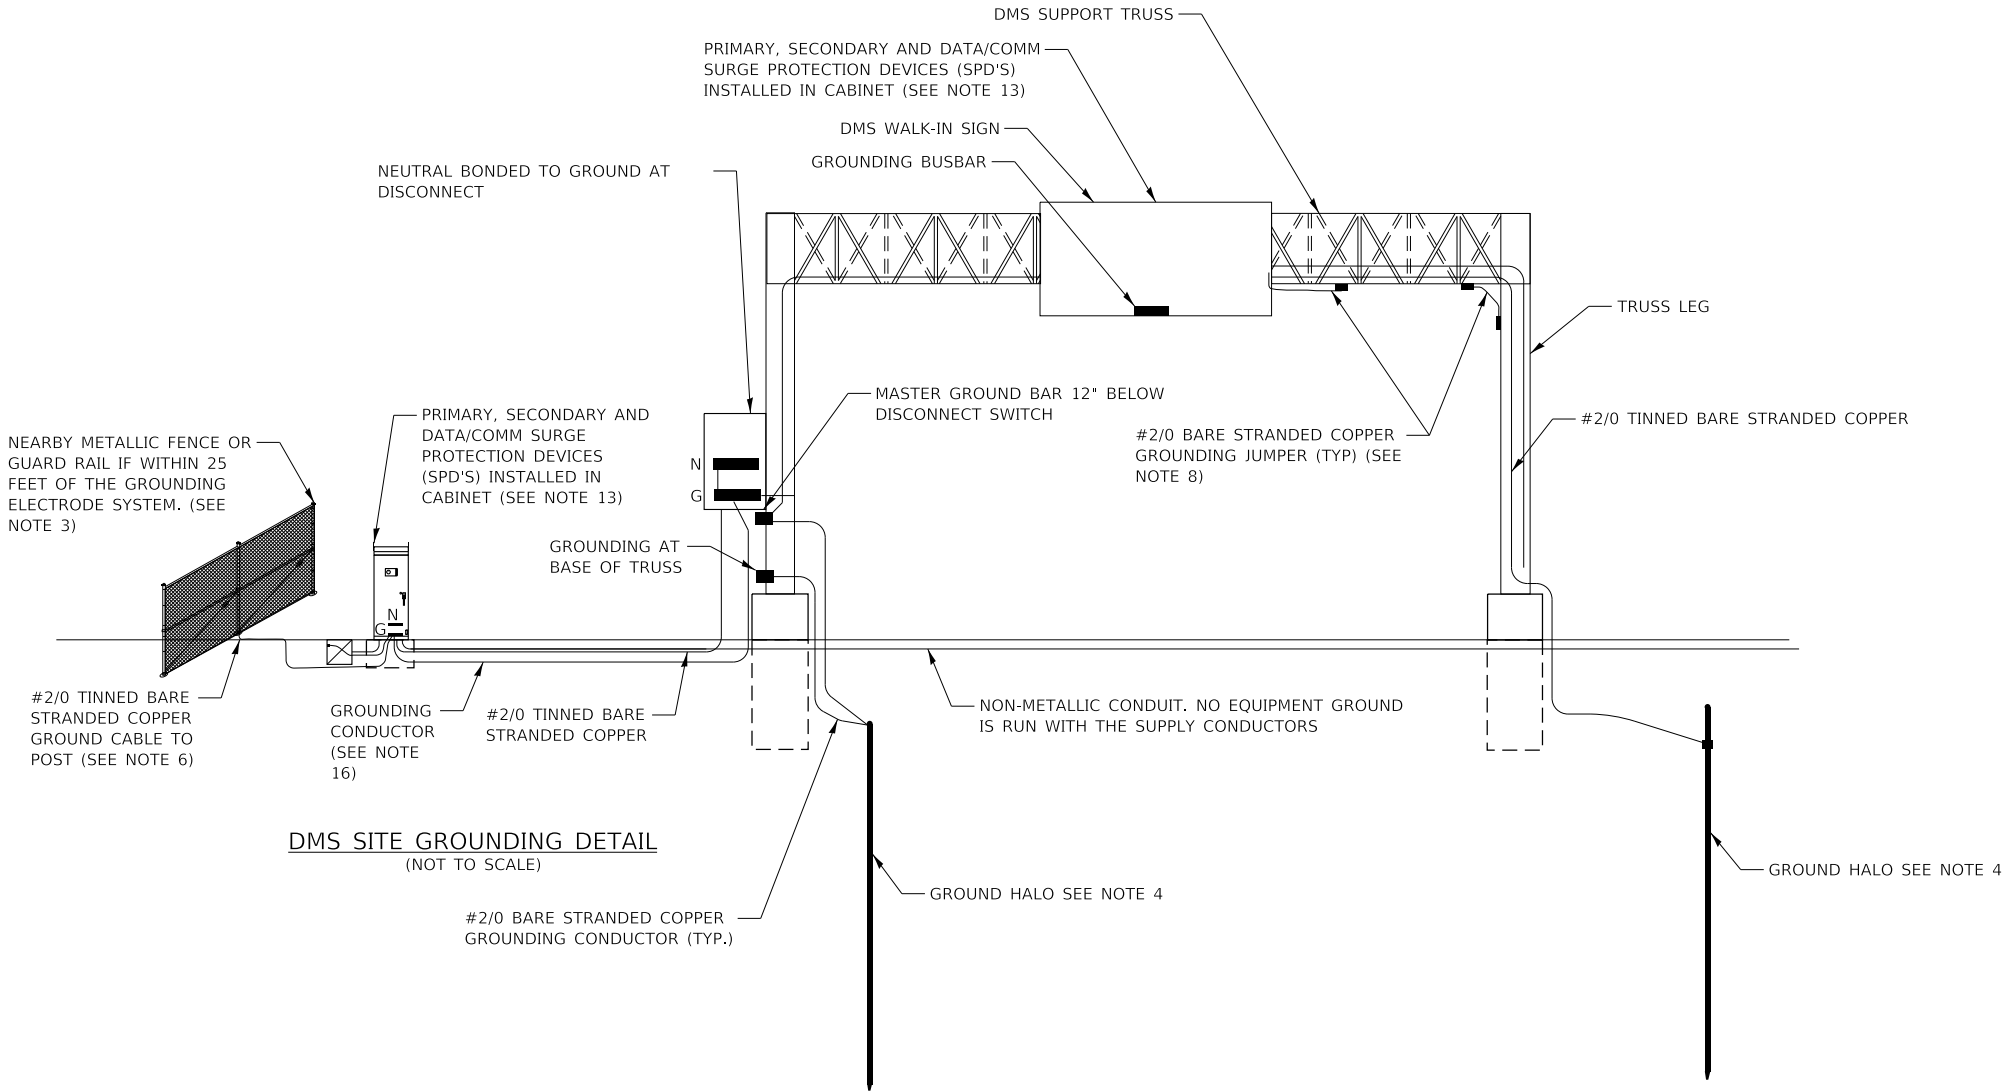 DMS SUPPORT TRUSS
PRIMARY, SECONDARY AND DATA/COMM
SURGE PROTECTION DEVICES (SPD'S)
INSTALLED IN CABINET (SEE NOTE 13)
DMS WALK-IN SIGN
GROUNDING BUSBAR
NEUTRAL BONDED TO GROUND AT
DISCONNECT
TRUSS LEG
MASTER GROUND BAR 12" BELOW
DISCONNECT SWITCH
PRIMARY, SECONDARY AND
DATA/COMM SURGE
PROTECTION DEVICES
(SPD'S) INSTALLED IN
CABINET (SEE NOTE 13)
#2/0 TINNED BARE STRANDED COPPER
#2/0 BARE STRANDED COPPER
GROUNDING JUMPER (TYP) (SEE
NOTE 8)
NEARBY METALLIC FENCE OR
GUARD RAIL IF WITHIN 25
FEET OF THE GROUNDING
ELECTRODE SYSTEM. (SEE
NOTE 3)
N
G
GROUNDING AT
BASE OF TRUSS
N
G
#2/0 TINNED BARE
STRANDED COPPER
GROUND CABLE TO
POST (SEE NOTE 6)
GROUNDING
CONDUCTOR
(SEE NOTE
16)
#2/0 TINNED BARE
STRANDED COPPER
NON-METALLIC CONDUIT. NO EQUIPMENT GROUND
IS RUN WITH THE SUPPLY CONDUCTORS
DMS SITE GROUNDING DETAIL
(NOT TO SCALE)
GROUND HALO SEE NOTE 4
GROUND HALO SEE NOTE 4
#2/0 BARE STRANDED COPPER
GROUNDING CONDUCTOR (TYP.)